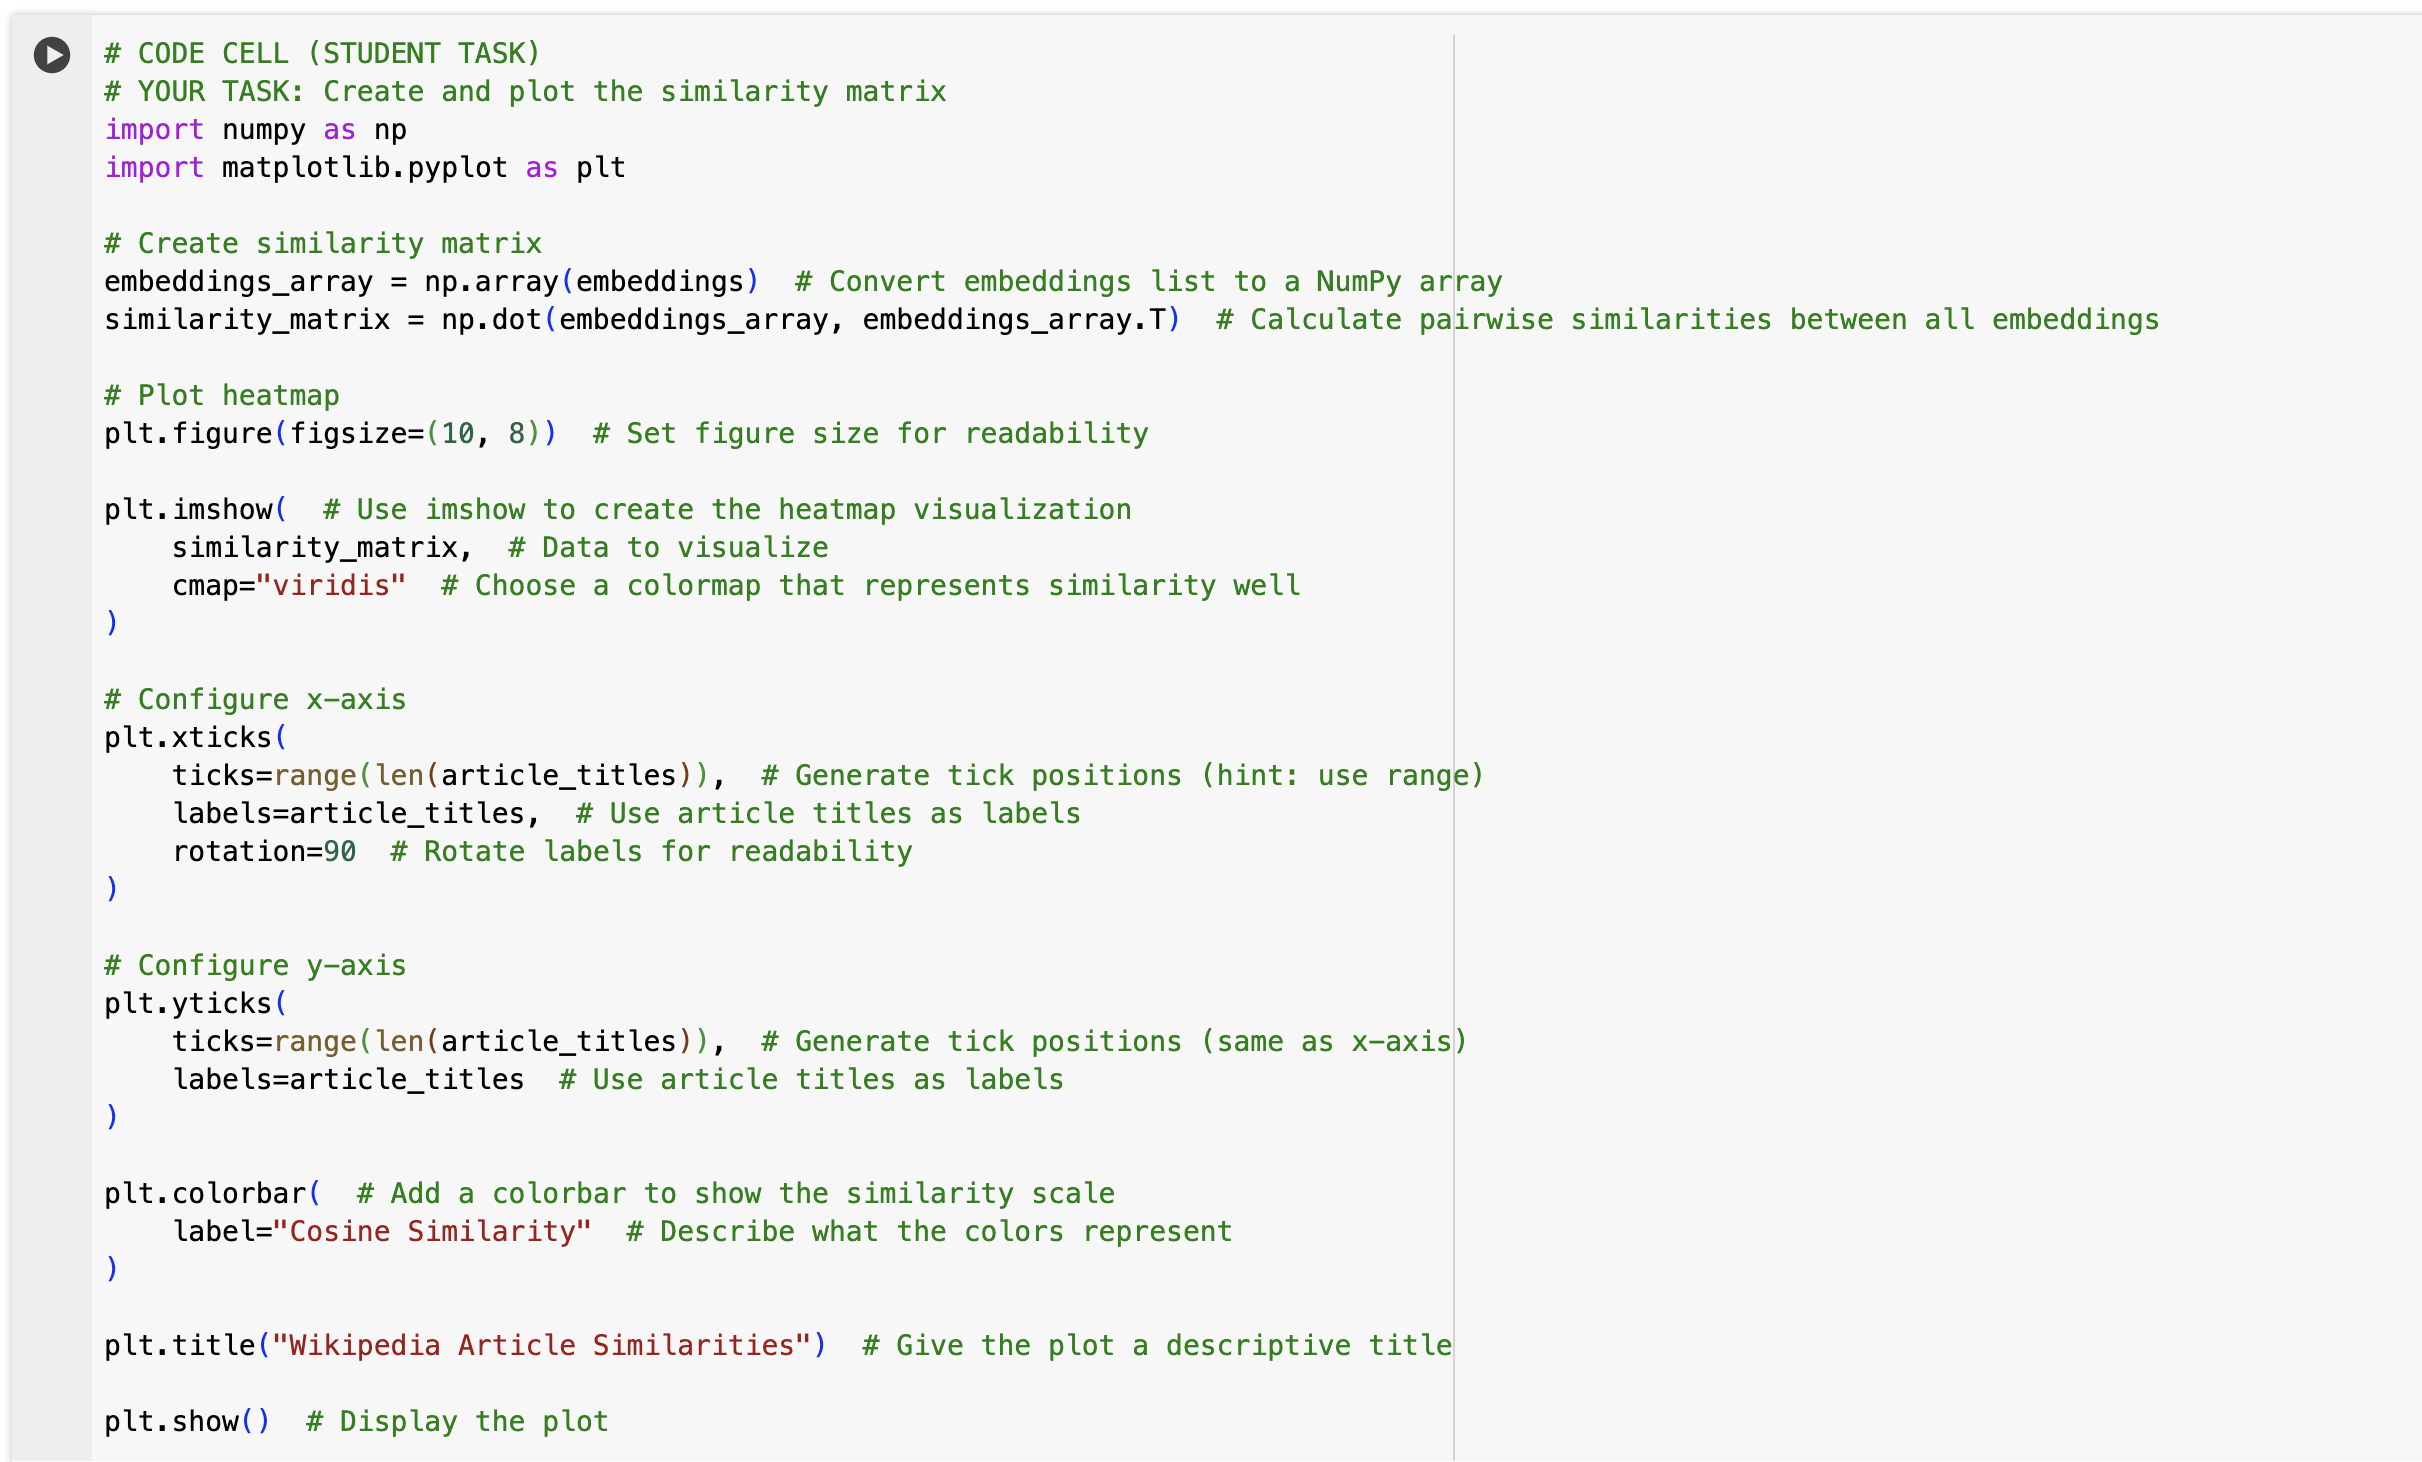 # CODE CELL (STUDENT TASK)
# YOUR TASK: Create and plot the similarity matrix
import numpy as np
import matplotlib.pyplot as plt

# Create similarity matrix
embeddings_array = np.array(embeddings)  # Convert embeddings list to a NumPy array
similarity_matrix = np.dot(embeddings_array, embeddings_array.T)  # Calculate pairwise similarities between all embeddings

# Plot heatmap
plt.figure(figsize=(10, 8))  # Set figure size for readability

plt.imshow(  # Use imshow to create the heatmap visualization
    similarity_matrix,  # Data to visualize
    cmap="viridis"  # Choose a colormap that represents similarity well
)

# Configure x-axis
plt.xticks(
    ticks=range(len(article_titles)),  # Generate tick positions (hint: use range)
    labels=article_titles,  # Use article titles as labels
    rotation=90  # Rotate labels for readability
)

# Configure y-axis
plt.yticks(
    ticks=range(len(article_titles)),  # Generate tick positions (same as x-axis)
    labels=article_titles  # Use article titles as labels
)

plt.colorbar(  # Add a colorbar to show the similarity scale
    label="Cosine Similarity"  # Describe what the colors represent
)

plt.title("Wikipedia Article Similarities")  # Give the plot a descriptive title

plt.show()  # Display the plot